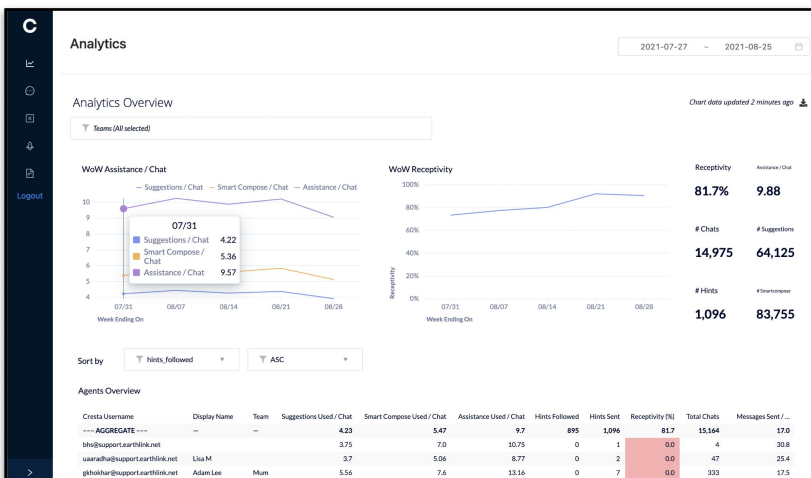 C
Analytics
2021-07-27 ~ 2021-08-25
Logout
Analytics Overview
Chart data updated 2 minutes ago
Teams (All selected)
WoW Assistance / Chat
Suggestions / Chat Smart Compose / Chat Assistance / Chat
10
9
8
7
6
5
4
07/31
Suggestions / Chat 4.22
Smart Compose / Chat 5.36
Assistance / Chat 9.57
07/31 08/07 08/14 08/21 08/28
Week Ending On
WoW Receptivity
100%
80%
60%
40%
20%
0%
Receptivity
07/31 08/07 08/14 08/21 08/28
Week Ending On
Receptivity Assistance / Chat
81.7% 9.88
# Chats # Suggestions
14,975 64,125
# Hints # Smartcompose
1,096 83,755
Sort by hints_followed ASC
Agents Overview
Cresta Username Display Name Team Suggestions Used / Chat Smart Compose Used / Chat Assistance Used / Chat Hints Followed Hints Sent Receptivity (%) Total Chats Messages Sent / ...
--- AGGREGATE --- — — 4.23 5.47 9.7 895 1,096 81.7 15,164 17.0
bhs@support.earthlink.net 3.75 7.0 10.75 0 1 0.0 4 30.8
uaaradha@support.earthlink.net Lisa M 3.7 5.06 8.77 0 2 0.0 47 25.4
gkhokhar@support.earthlink.net Adam Lee Mum 5.56 7.6 13.16 0 7 0.0 333 17.5